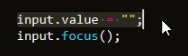 input.value = "";
input.focus();